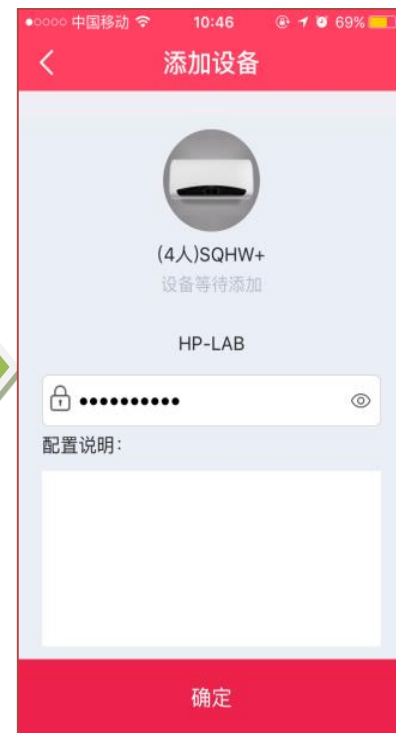 中国移动 10:46 69%
添加设备
(4人)SQHW+
设备等待添加
HP-LAB
••••••••••
配置说明:
确定